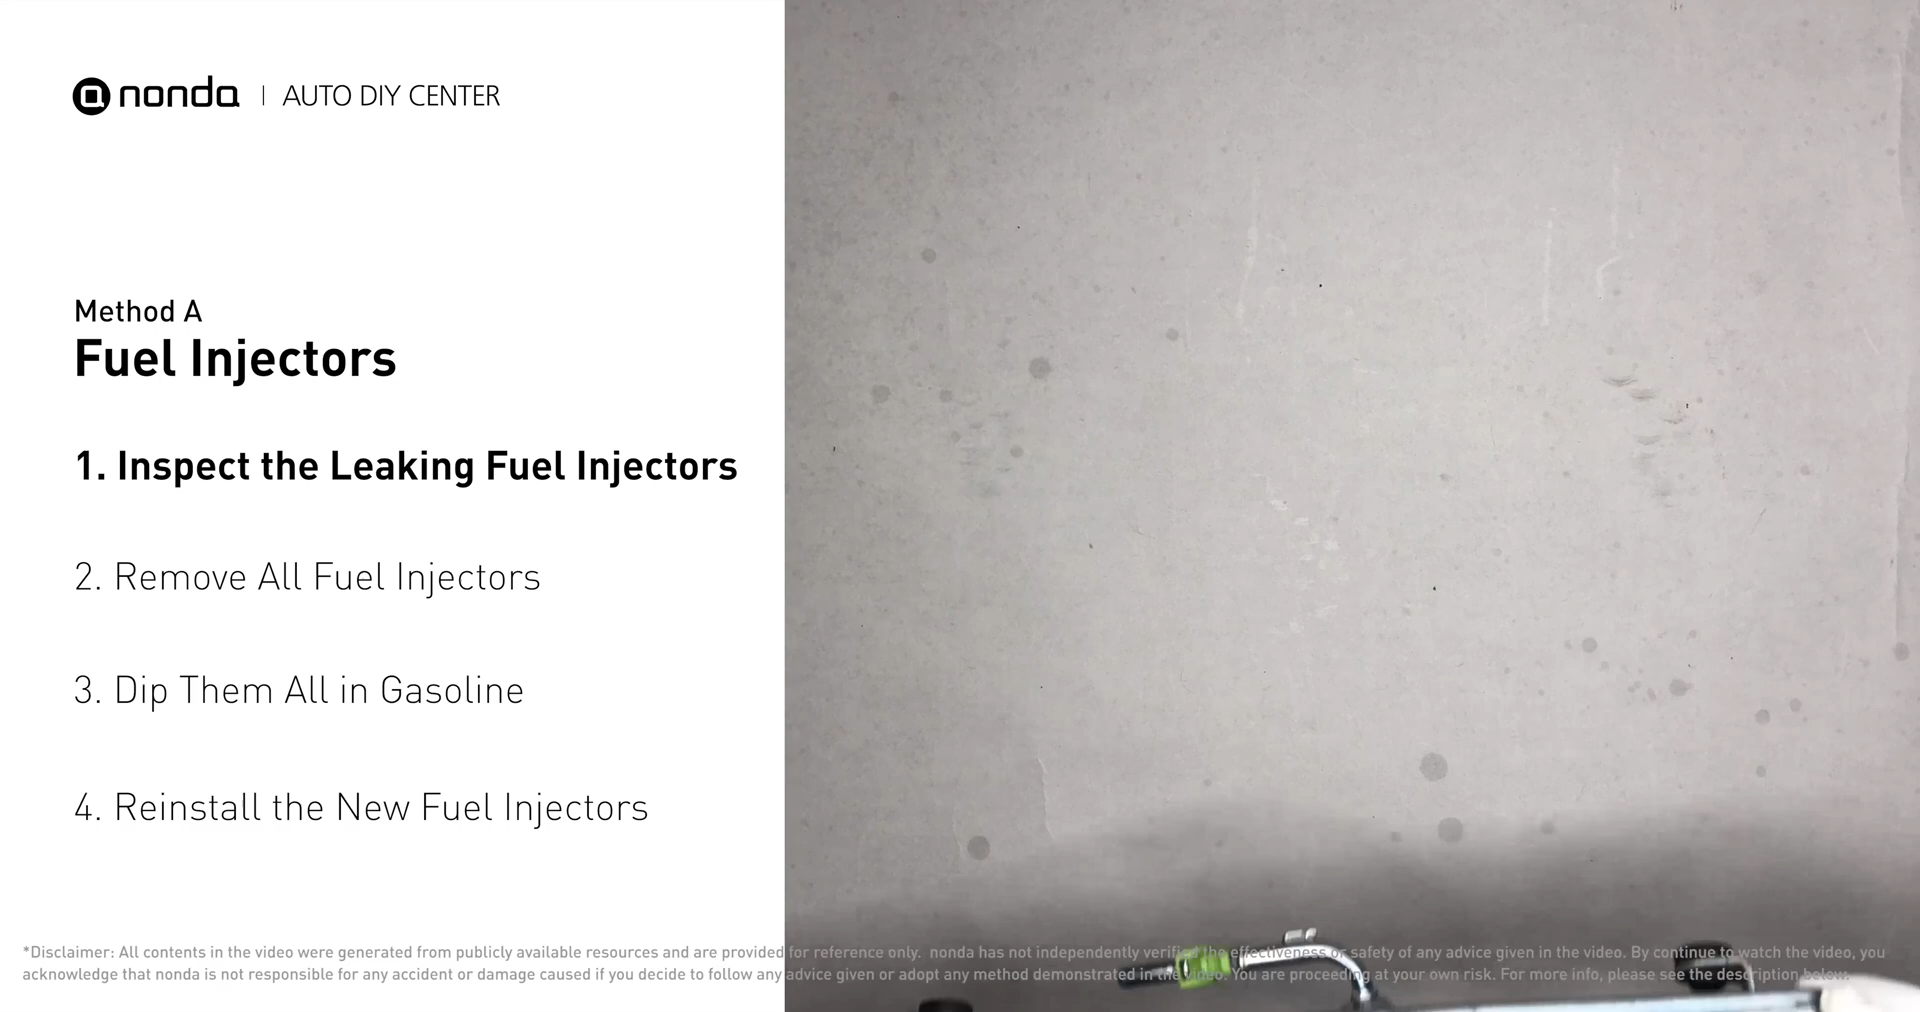 nonda | AUTO DIY CENTER
Method A
Fuel Injectors
1. Inspect the Leaking Fuel Injectors
2. Remove All Fuel Injectors
3. Dip Them All in Gasoline
4. Reinstall the New Fuel Injectors
*Disclaimer: All contents in the video were generated from publicly available resources and are provided for reference only. nonda has not independently verified the effectiveness or safety of any advice given in the video. By continue to watch the video, you
acknowledge that nonda is not responsible for any accident or damage caused if you decide to follow any advice given or adopt any method demonstrated in the video. You are proceeding at your own risk. For more info, please see the description below.